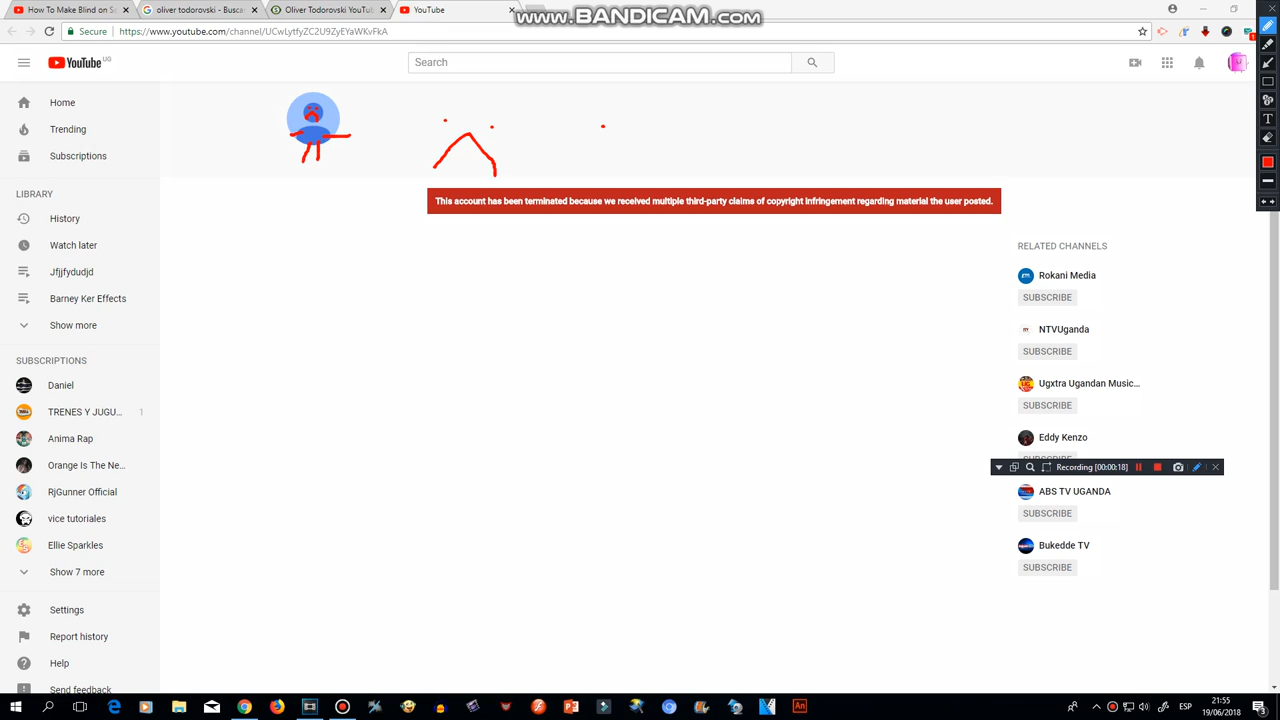 How To Make Blind on So
oliver todorovski - Busca
Oliver Todorovski YouTub
YouTube
www.BANDICAM.com
Secure
https://www.youtube.com/channel/UCwLytfyZC2U9ZyEYaWKvFkA
YouTube UG
Search
Home
Trending
Subscriptions
This account has been terminated because we received multiple third-party claims of copyright infringement regarding material the user posted.
LIBRARY
History
Watch later
Jfjjfydudjd
Barney Ker Effects
Show more
SUBSCRIPTIONS
Daniel
TRENES Y JUGU... 1
Anima Rap
Orange Is The Ne...
RjGunner Official
vice tutoriales
Ellie Sparkles
Show 7 more
Settings
Report history
Help
Send feedback
RELATED CHANNELS
Rokani Media
SUBSCRIBE
NTVUganda
SUBSCRIBE
Ugxtra Ugandan Music...
SUBSCRIBE
Eddy Kenzo
SUBSCRIBE
Recording [00:00:18]
ABS TV UGANDA
SUBSCRIBE
Bukedde TV
SUBSCRIBE
ESP
21:55
19/06/2018